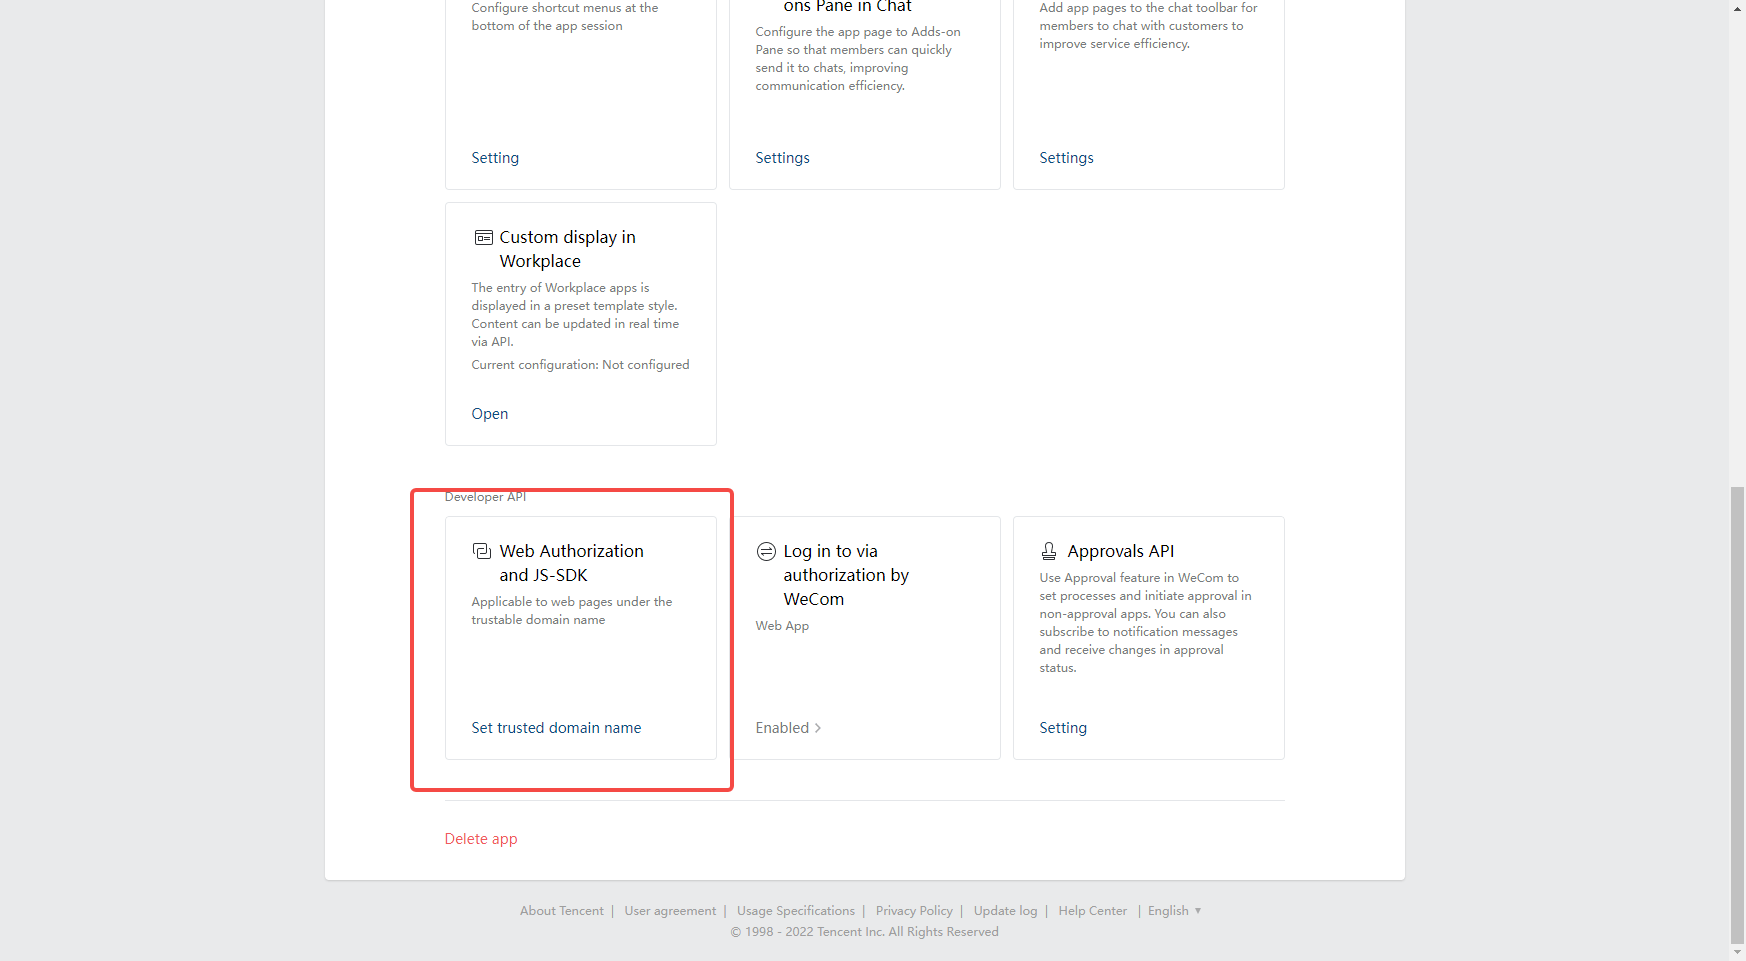 Configure shortcut menus at the
bottom of the app session
Setting
ons Pane in Chat
Configure the app page to Adds-on
Pane so that members can quickly
send it to chats, improving
communication efficiency.
Settings
Add app pages to the chat toolbar for
members to chat with customers to
improve service efficiency.
Settings
Custom display in
Workplace
The entry of Workplace apps is
displayed in a preset template style.
Content can be updated in real time
via API.
Current configuration: Not configured
Open
Developer API
Web Authorization
and JS-SDK
Applicable to web pages under the
trustable domain name
Set trusted domain name
Log in to via
authorization by
WeCom
Web App
Enabled >
Approvals API
Use Approval feature in WeCom to
set processes and initiate approval in
non-approval apps. You can also
subscribe to notification messages
and receive changes in approval
status.
Setting
Delete app
About Tencent | User agreement | Usage Specifications | Privacy Policy | Update log | Help Center | English ▼
© 1998 - 2022 Tencent Inc. All Rights Reserved